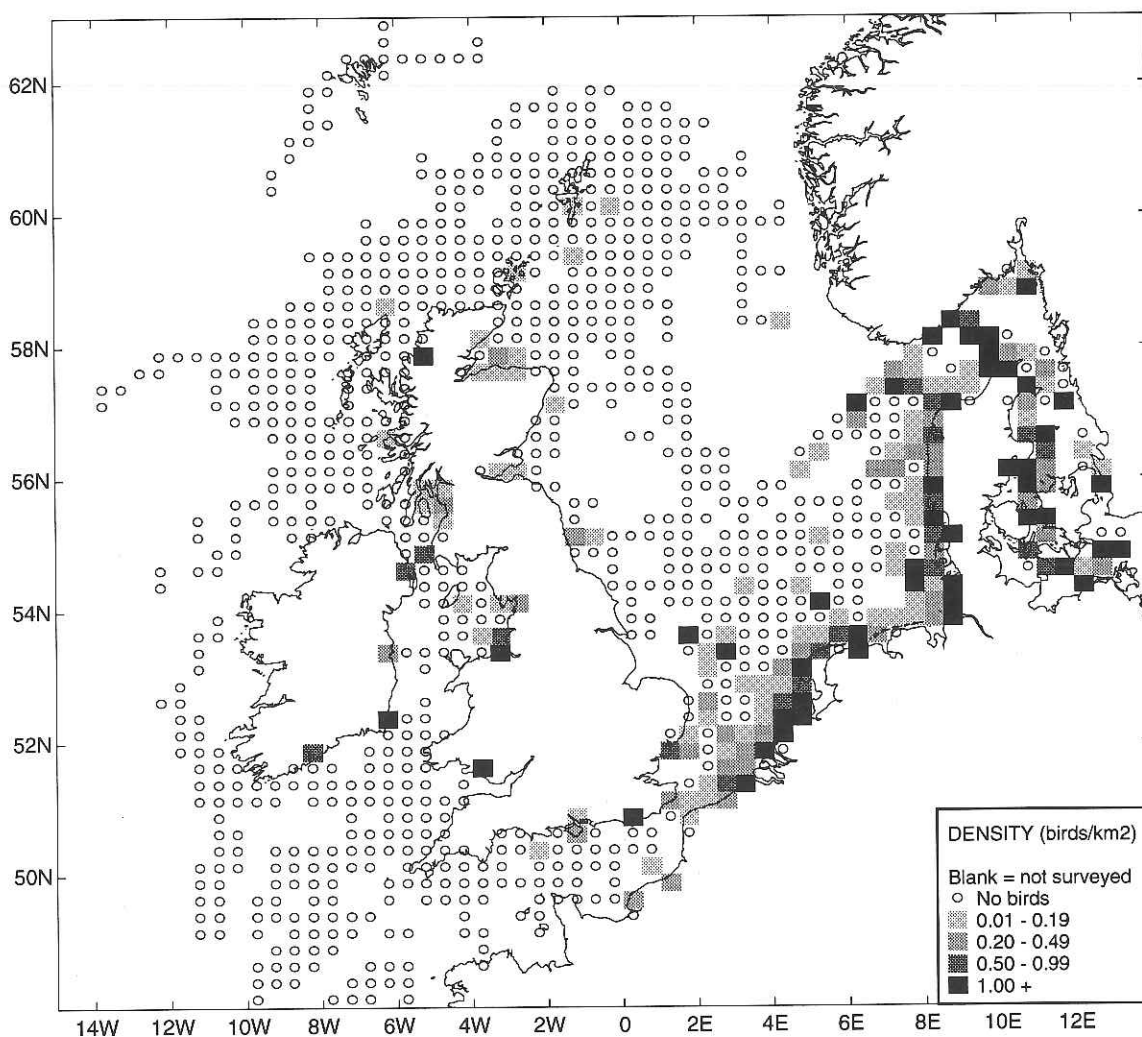 62N
60N
58N
56N
54N
52N
50N
DENSITY (birds/km2)
Blank = not surveyed
No birds
0.01 - 0.19
0.20 - 0.49
0.50 - 0.99
1.00 +
14W 12W 10W 8W 6W 4W 2W 0 2E 4E 6E 8E 10E 12E